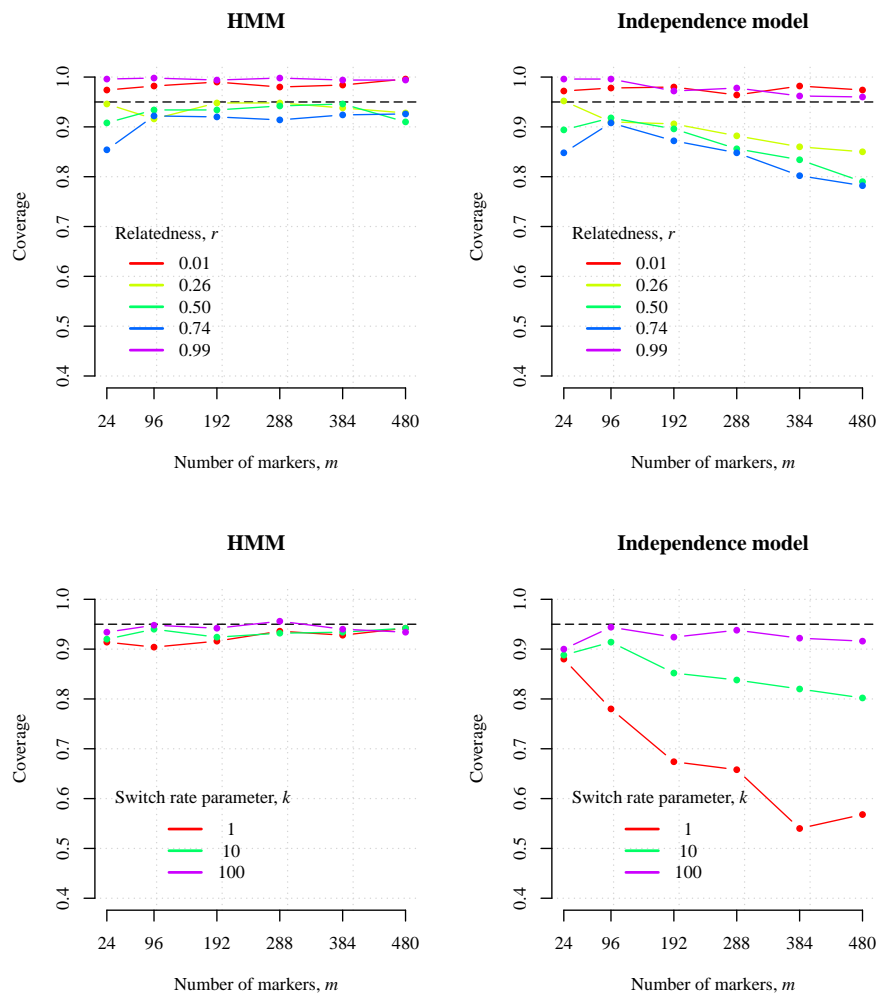 HMM
Coverage
1.0
0.9
0.8
0.7
0.6
0.5
0.4
Relatedness, r
0.01
0.26
0.50
0.74
0.99
24 96 192 288 384 480
Number of markers, m
Independence model
Coverage
1.0
0.9
0.8
0.7
0.6
0.5
0.4
Relatedness, r
0.01
0.26
0.50
0.74
0.99
24 96 192 288 384 480
Number of markers, m
HMM
Coverage
1.0
0.9
0.8
0.7
0.6
0.5
0.4
Switch rate parameter, k
1
10
100
24 96 192 288 384 480
Number of markers, m
Independence model
Coverage
1.0
0.9
0.8
0.7
0.6
0.5
0.4
Switch rate parameter, k
1
10
100
24 96 192 288 384 480
Number of markers, m